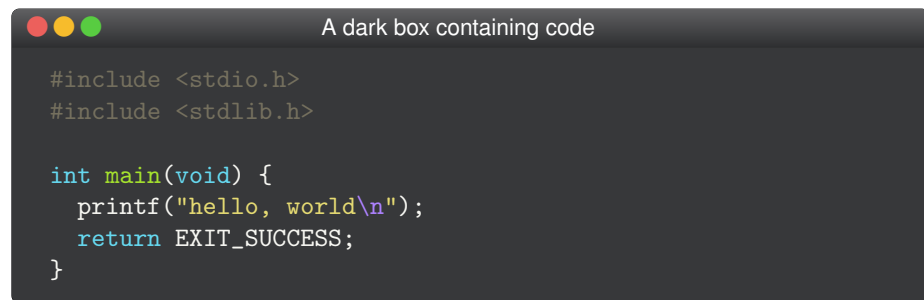 A dark box containing code
#include <stdio.h>
#include <stdlib.h>

int main(void) {
  printf("hello, world\n");
  return EXIT_SUCCESS;
}